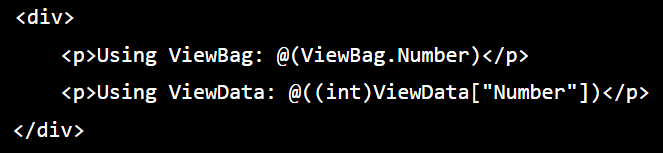 <div>
    <p>Using ViewBag: @(ViewBag.Number)</p>
    <p>Using ViewData: @((int)ViewData["Number"])</p>
</div>